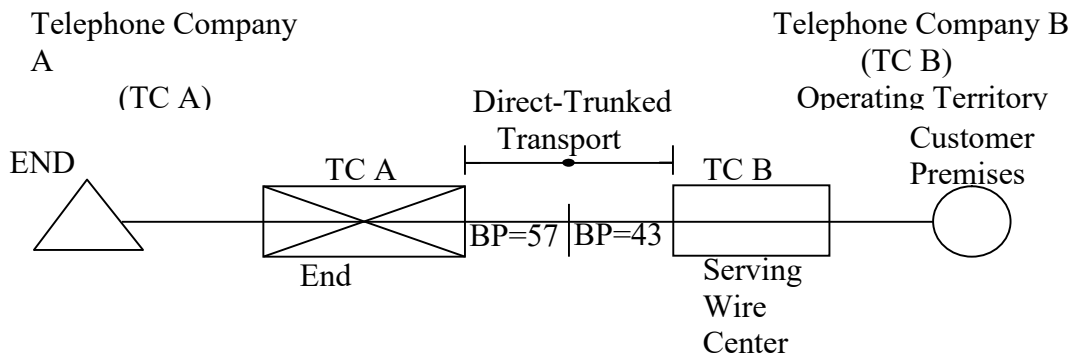 Telephone Company
A
(TC A)
Telephone Company B
(TC B)
Operating Territory
Direct-Trunked
Transport
Customer
Premises
END
TC A
TC B
BP=57
BP=43
End
Serving
Wire
Center